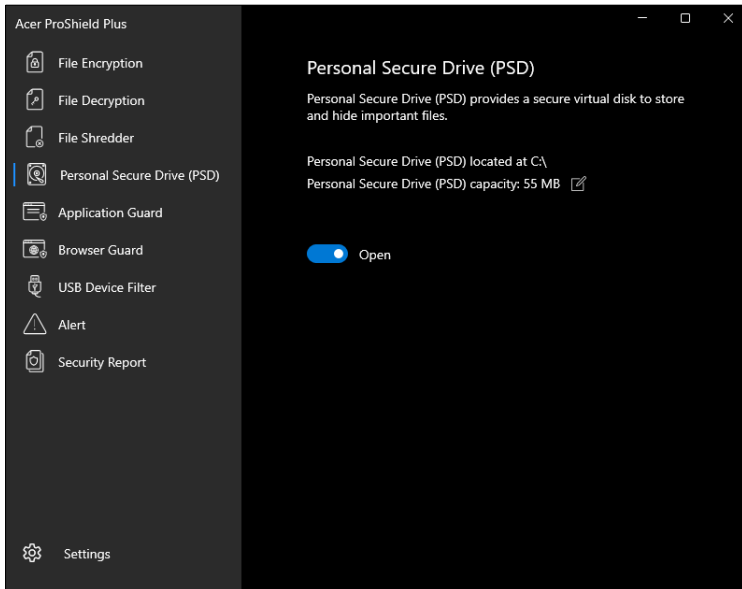 Acer ProShield Plus
File Encryption
File Decryption
File Shredder
Personal Secure Drive (PSD)
Application Guard
Browser Guard
USB Device Filter
Alert
Security Report
Settings
Personal Secure Drive (PSD)
Personal Secure Drive (PSD) provides a secure virtual disk to store
and hide important files.
Personal Secure Drive (PSD) located at C:\
Personal Secure Drive (PSD) capacity: 55 MB
Open